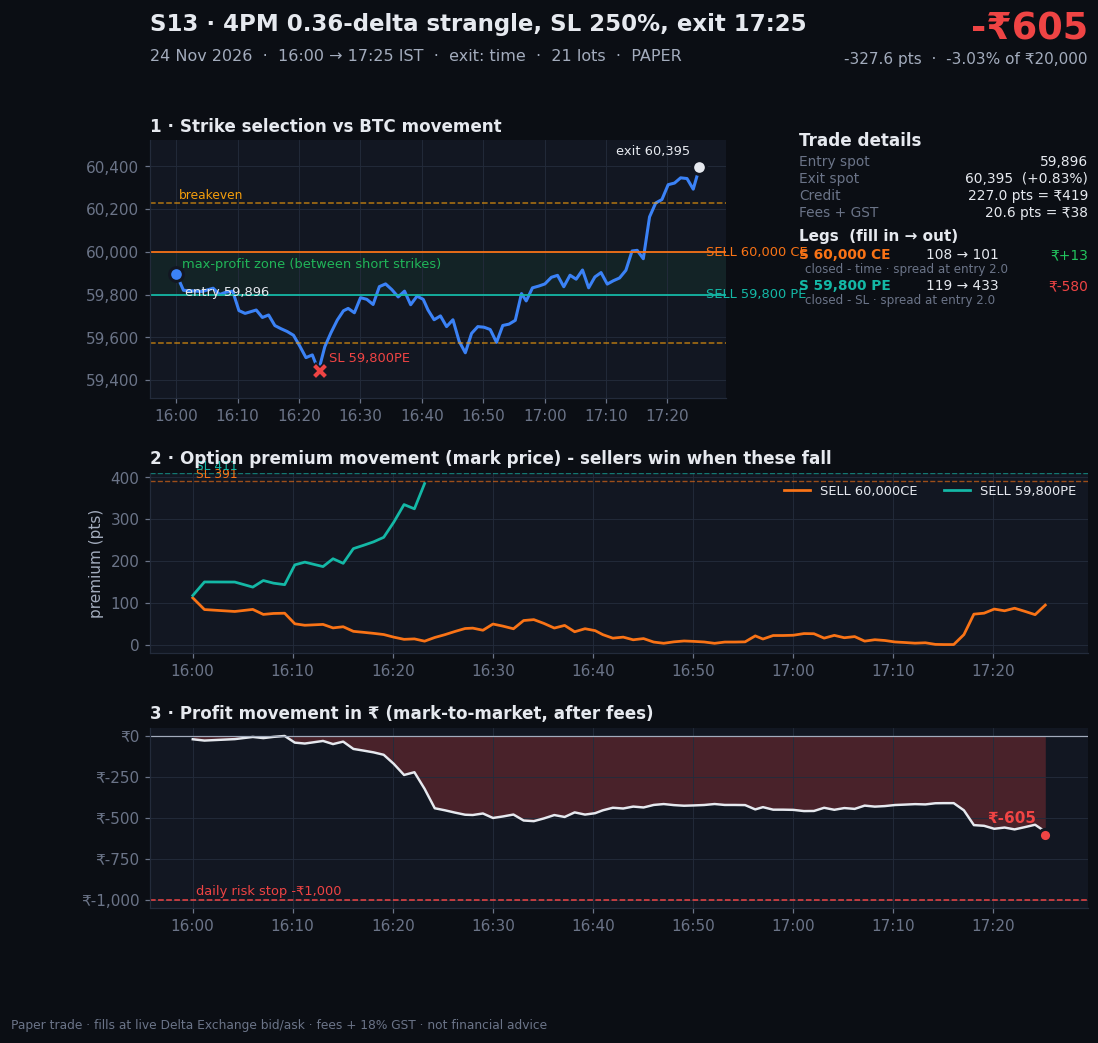 S13 · 4PM 0.36-delta strangle, SL 250%, exit 17:25
-₹605
24 Nov 2026 · 16:00 → 17:25 IST · exit: time · 21 lots · PAPER
-327.6 pts · -3.03% of ₹20,000
1 · Strike selection vs BTC movement
60,400
60,200
60,000
59,800
59,600
59,400
exit 60,395
breakeven
SELL 60,000 CE
max-profit zone (between short strikes)
entry 59,896
SELL 59,800 PE
SL 59,800PE
16:00 16:10 16:20 16:30 16:40 16:50 17:00 17:10 17:20
Trade details
Entry spot 59,896
Exit spot 60,395 (+0.83%)
Credit 227.0 pts = ₹419
Fees + GST 20.6 pts = ₹38
Legs (fill in → out)
S 60,000 CE 108 → 101 ₹+13
closed - time · spread at entry 2.0
S 59,800 PE 119 → 433 ₹-580
closed - SL · spread at entry 2.0
2 · Option premium movement (mark price) - sellers win when these fall
SL 411
SL 391
SELL 60,000CE SELL 59,800PE
premium (pts)
400
300
200
100
0
16:00 16:10 16:20 16:30 16:40 16:50 17:00 17:10 17:20
3 · Profit movement in ₹ (mark-to-market, after fees)
₹0
₹-250
₹-500
₹-750
₹-1,000
₹-605
daily risk stop -₹1,000
16:00 16:10 16:20 16:30 16:40 16:50 17:00 17:10 17:20
Paper trade · fills at live Delta Exchange bid/ask · fees + 18% GST · not financial advice